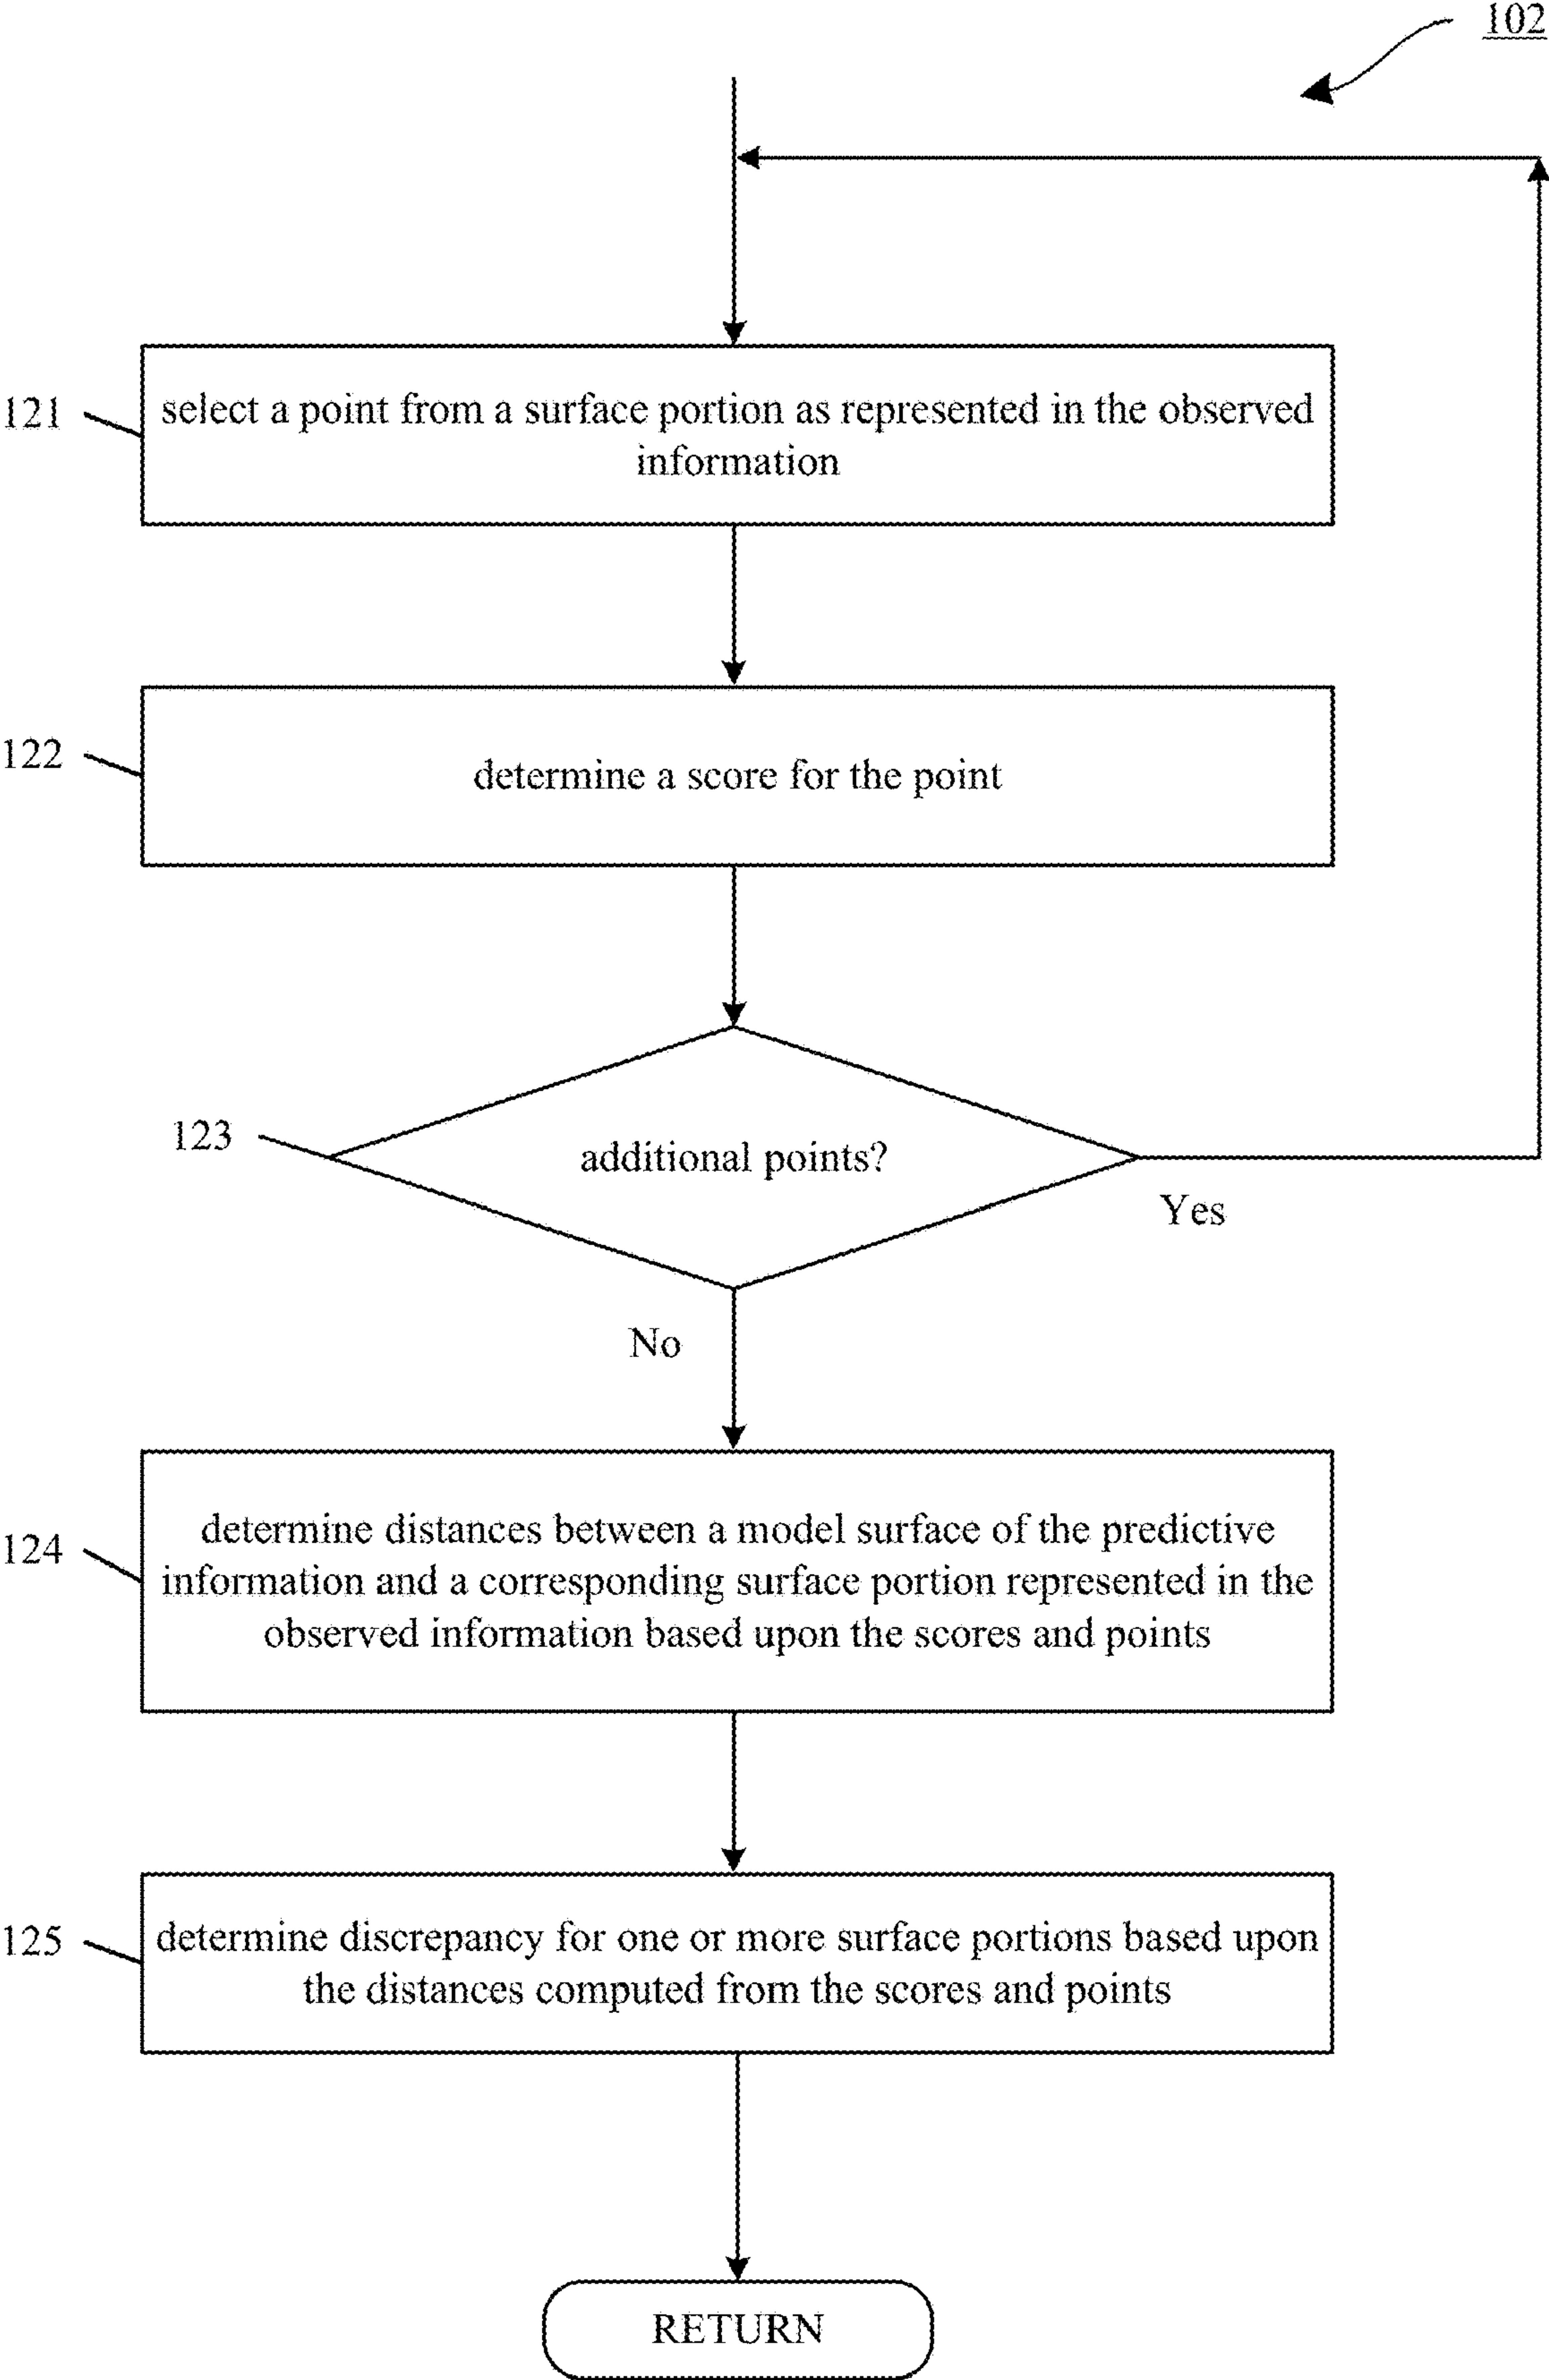 102
121
select a point from a surface portion as represented in the observed
information
122
determine a score for the point
123
additional points?
Yes
No
124
determine distances between a model surface of the predictive
information and a corresponding surface portion represented in the
observed information based upon the scores and points
125
determine discrepancy for one or more surface portions based upon
the distances computed from the scores and points
RETURN